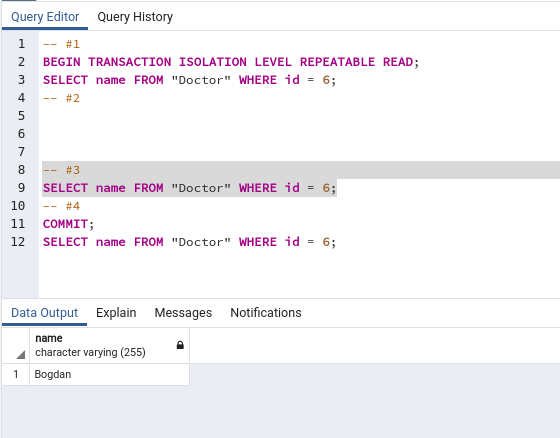 Query Editor Query History
1 -- #1
2 BEGIN TRANSACTION ISOLATION LEVEL REPEATABLE READ;
3 SELECT name FROM "Doctor" WHERE id = 6;
4 -- #2
5
6
7
8 -- #3
9 SELECT name FROM "Doctor" WHERE id = 6;
10 -- #4
11 COMMIT;
12 SELECT name FROM "Doctor" WHERE id = 6;
Data Output Explain Messages Notifications
name
character varying (255)
1 Bogdan